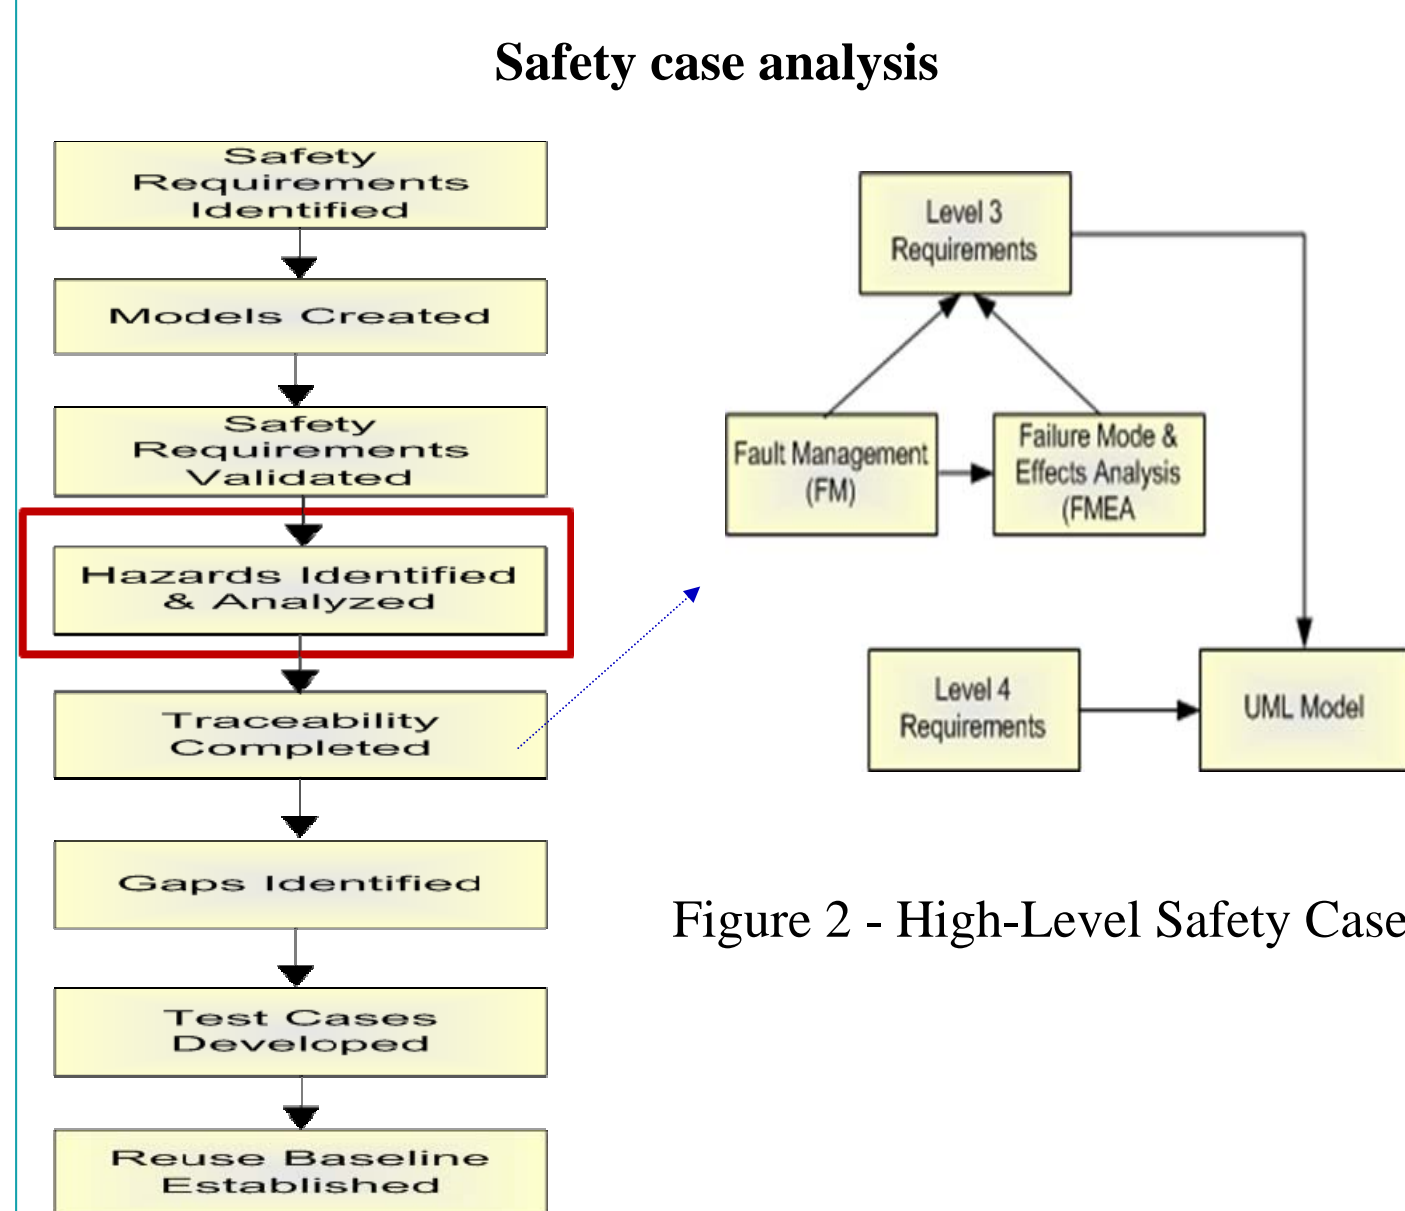 Safety case analysis
Safety
Requirements
Identified
Models Created
Safety
Requirements
Validated
Hazards Identified
& Analyzed
Traceability
Completed
Gaps Identified
Test Cases
Developed
Reuse Baseline
Established
Level 3
Requirements
Fault Management
(FM)
Failure Mode &
Effects Analysis
(FMEA
Level 4
Requirements
UML Model
Figure 2 - High-Level Safety Case